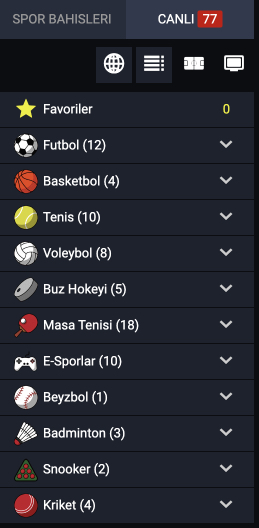 SPOR BAHISLERI CANLI 77
Favoriler 0
Futbol (12)
Basketbol (4)
Tenis (10)
Voleybol (8)
Buz Hokeyi (5)
Masa Tenisi (18)
E-Sporlar (10)
Beyzbol (1)
Badminton (3)
Snooker (2)
Kriket (4)